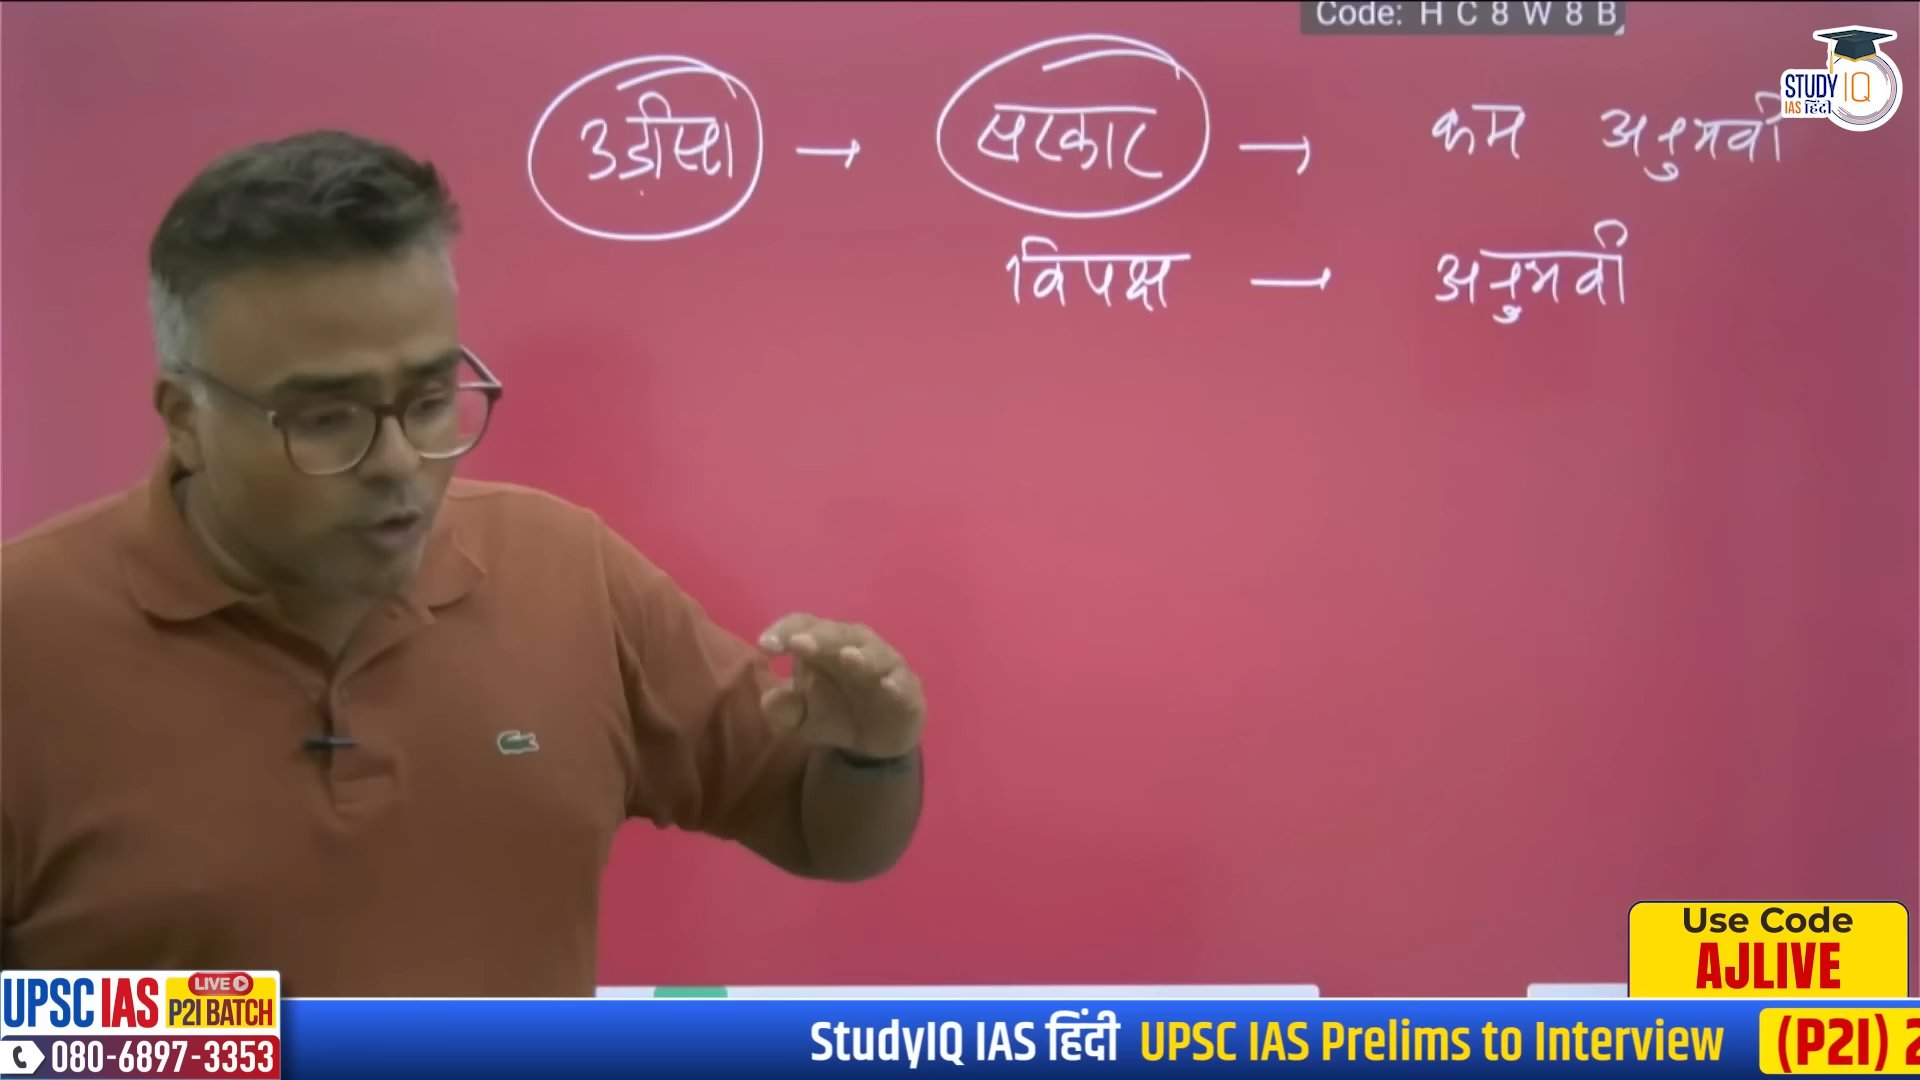 Code: H C 8 W 8 B
STUDY IQ
IAS हिंदी
उड़ीसा → सरकार → कम अनुभवी
विपक्ष → अनुभवी
Use Code
AJLIVE
UPSC IAS LIVE
P2I BATCH
080-6897-3353
StudyIQ IAS हिंदी UPSC IAS Prelims to Interview (P2I) 2